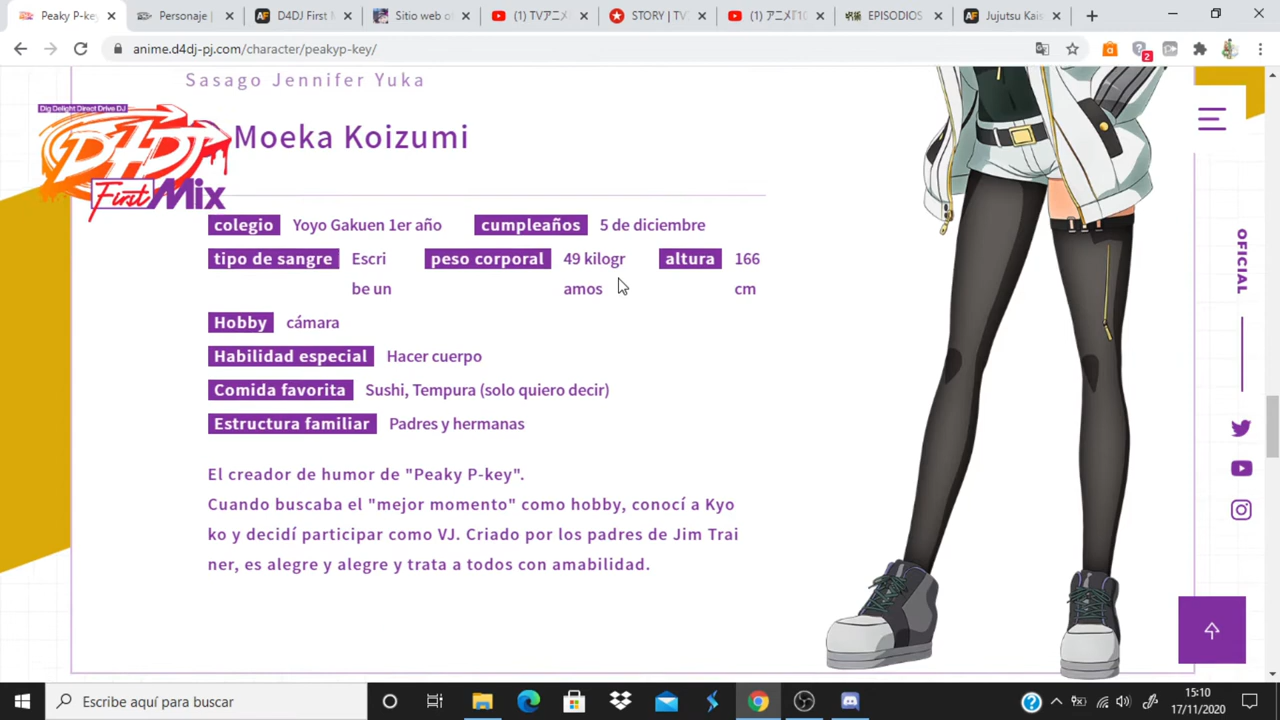 Peaky P-key
Personaje |
D4DJ First M
Sitio web of
(1) TVアニメ
STORY | TV
(1) アニメ『10
EPISODIOS
Jujutsu Kais
anime.d4dj-pj.com/character/peakyp-key/
2
Sasago Jennifer Yuka
Dig Delight Direct Drive DJ
D4DJ
First Mix
Moeka Koizumi
colegio Yoyo Gakuen 1er año cumpleaños 5 de diciembre
tipo de sangre Escri peso corporal 49 kilogr altura 166
be un amos cm
Hobby cámara
Habilidad especial Hacer cuerpo
Comida favorita Sushi, Tempura (solo quiero decir)
Estructura familiar Padres y hermanas
El creador de humor de "Peaky P-key".
Cuando buscaba el "mejor momento" como hobby, conocí a Kyo
ko y decidí participar como VJ. Criado por los padres de Jim Trai
ner, es alegre y alegre y trata a todos con amabilidad.
OFICIAL
Escribe aquí para buscar
15:10
17/11/2020